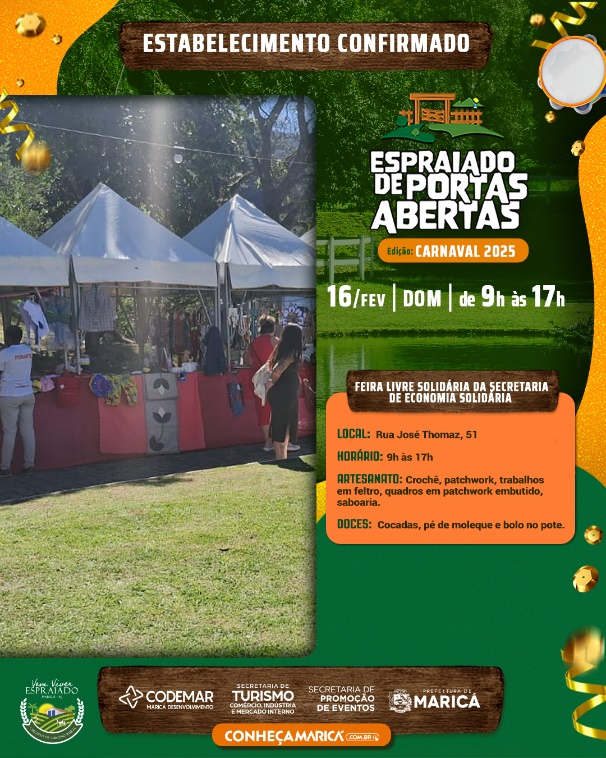 ESTABELECIMENTO CONFIRMADO
ESPRAIADO
DE PORTAS
ABERTAS
Edição: CARNAVAL 2025
16/FEV | DOM | de 9h às 17h
FEIRA LIVRE SOLIDÁRIA DA SECRETARIA
DE ECONOMIA SOLIDÁRIA
LOCAL: Rua José Thomaz, 51
HORÁRIO: 9h às 17h
ARTESANATO: Crochê, patchwork, trabalhos
em feltro, quadros em patchwork embutido,
saboaria.
DOCES: Cocadas, pé de moleque e bolo no pote.
Vem Viver
ESPRAIADO
MARICÁ - RJ
CODEMAR
MARICÁ DESENVOLVIMENTO
SECRETARIA DE
TURISMO
COMÉRCIO, INDÚSTRIA
E MERCADO INTERNO
SECRETARIA DE
PROMOÇÃO
DE EVENTOS
PREFEITURA DE
MARICÁ
CONHEÇAMARICÁ.COM.BR